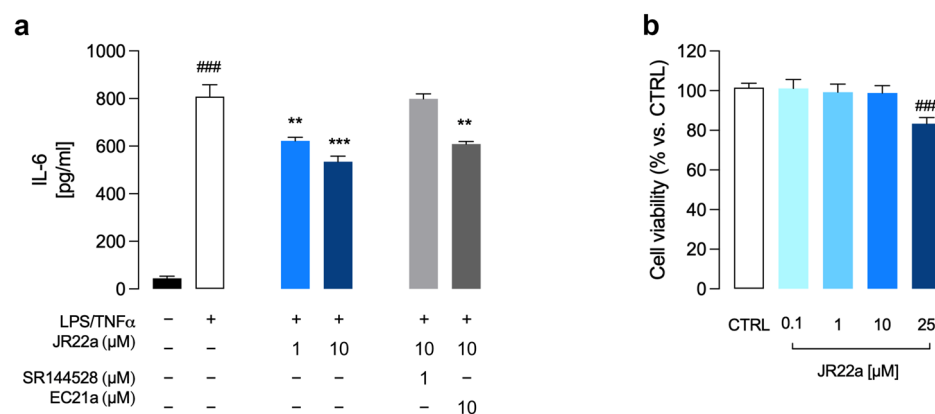 a
1000
800
600
400
200
0
IL-6
[pg/ml]
###
**
***
**
LPS/TNFα – + + + + +
JR22a (μM) – – 1 10 10 10
SR144528 (μM) – – – – 1 –
EC21a (μM) – – – – – 10
b
120
100
80
60
40
20
0
Cell viability (% vs. CTRL)
##
CTRL 0.1 1 10 25
JR22a [μM]